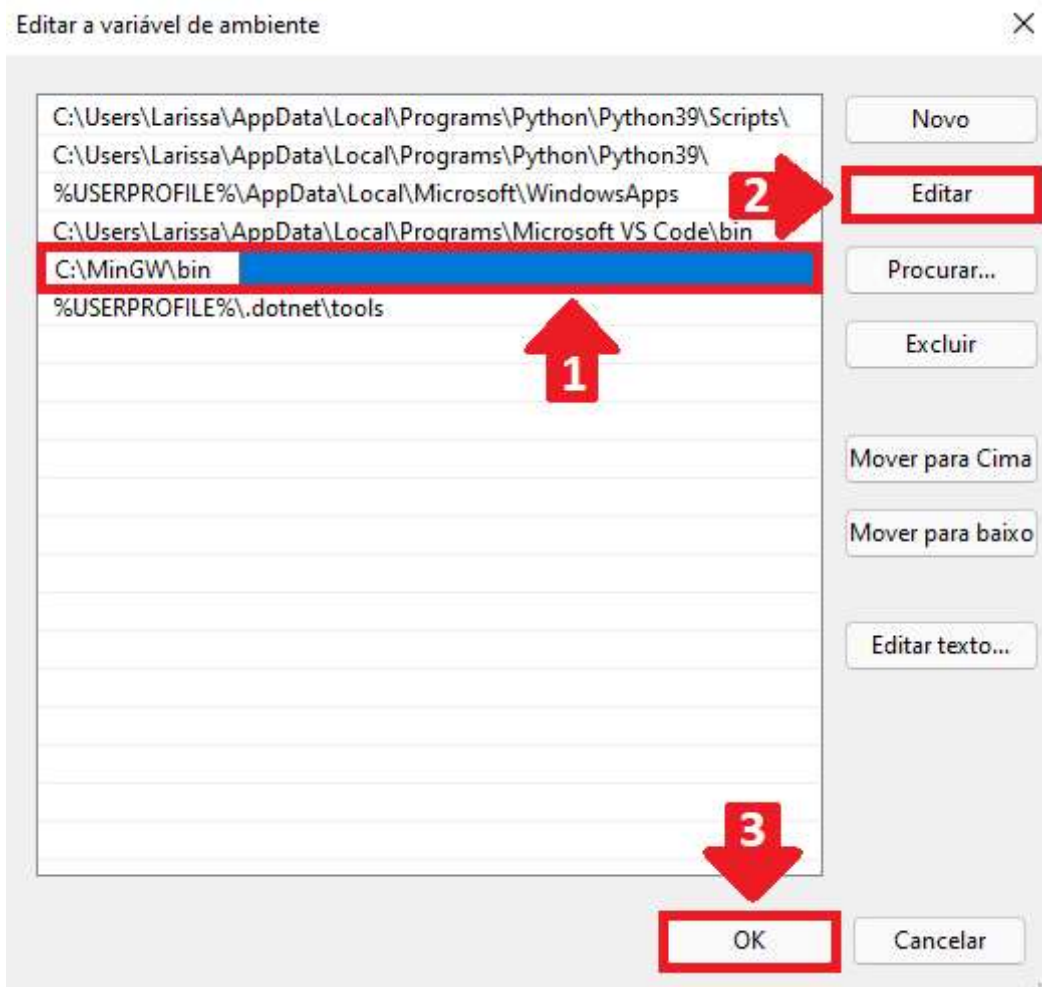 Editar a variável de ambiente
C:\Users\Larissa\AppData\Local\Programs\Python\Python39\Scripts\
Novo
C:\Users\Larissa\AppData\Local\Programs\Python\Python39\
%USERPROFILE%\AppData\Local\Microsoft\WindowsApps
2
Editar
C:\Users\Larissa\AppData\Local\Programs\Microsoft VS Code\bin
C:\MinGW\bin
Procurar...
%USERPROFILE%\.dotnet\tools
Excluir
1
Mover para Cima
Mover para baixo
Editar texto...
3
OK
Cancelar